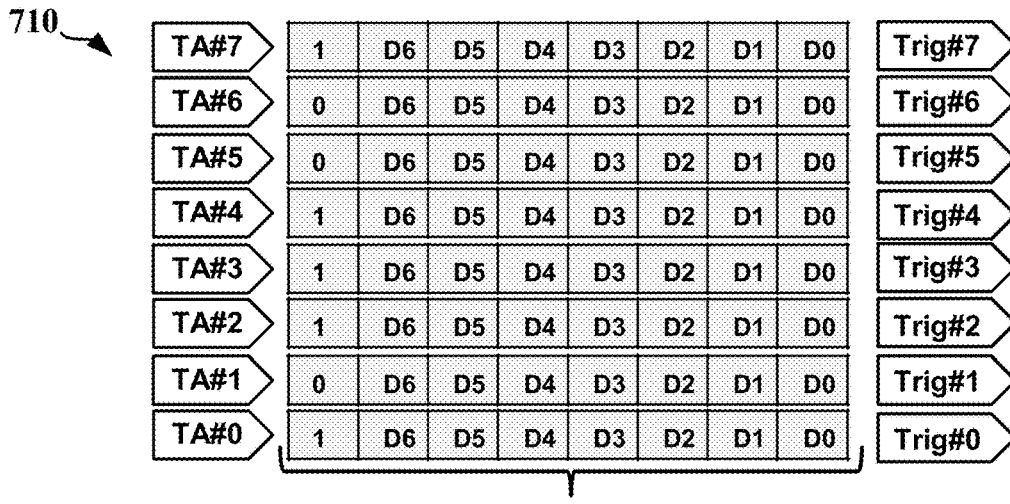 710
TA#7 1 D6 D5 D4 D3 D2 D1 D0 Trig#7
TA#6 0 D6 D5 D4 D3 D2 D1 D0 Trig#6
TA#5 0 D6 D5 D4 D3 D2 D1 D0 Trig#5
TA#4 1 D6 D5 D4 D3 D2 D1 D0 Trig#4
TA#3 1 D6 D5 D4 D3 D2 D1 D0 Trig#3
TA#2 1 D6 D5 D4 D3 D2 D1 D0 Trig#2
TA#1 0 D6 D5 D4 D3 D2 D1 D0 Trig#1
TA#0 1 D6 D5 D4 D3 D2 D1 D0 Trig#0